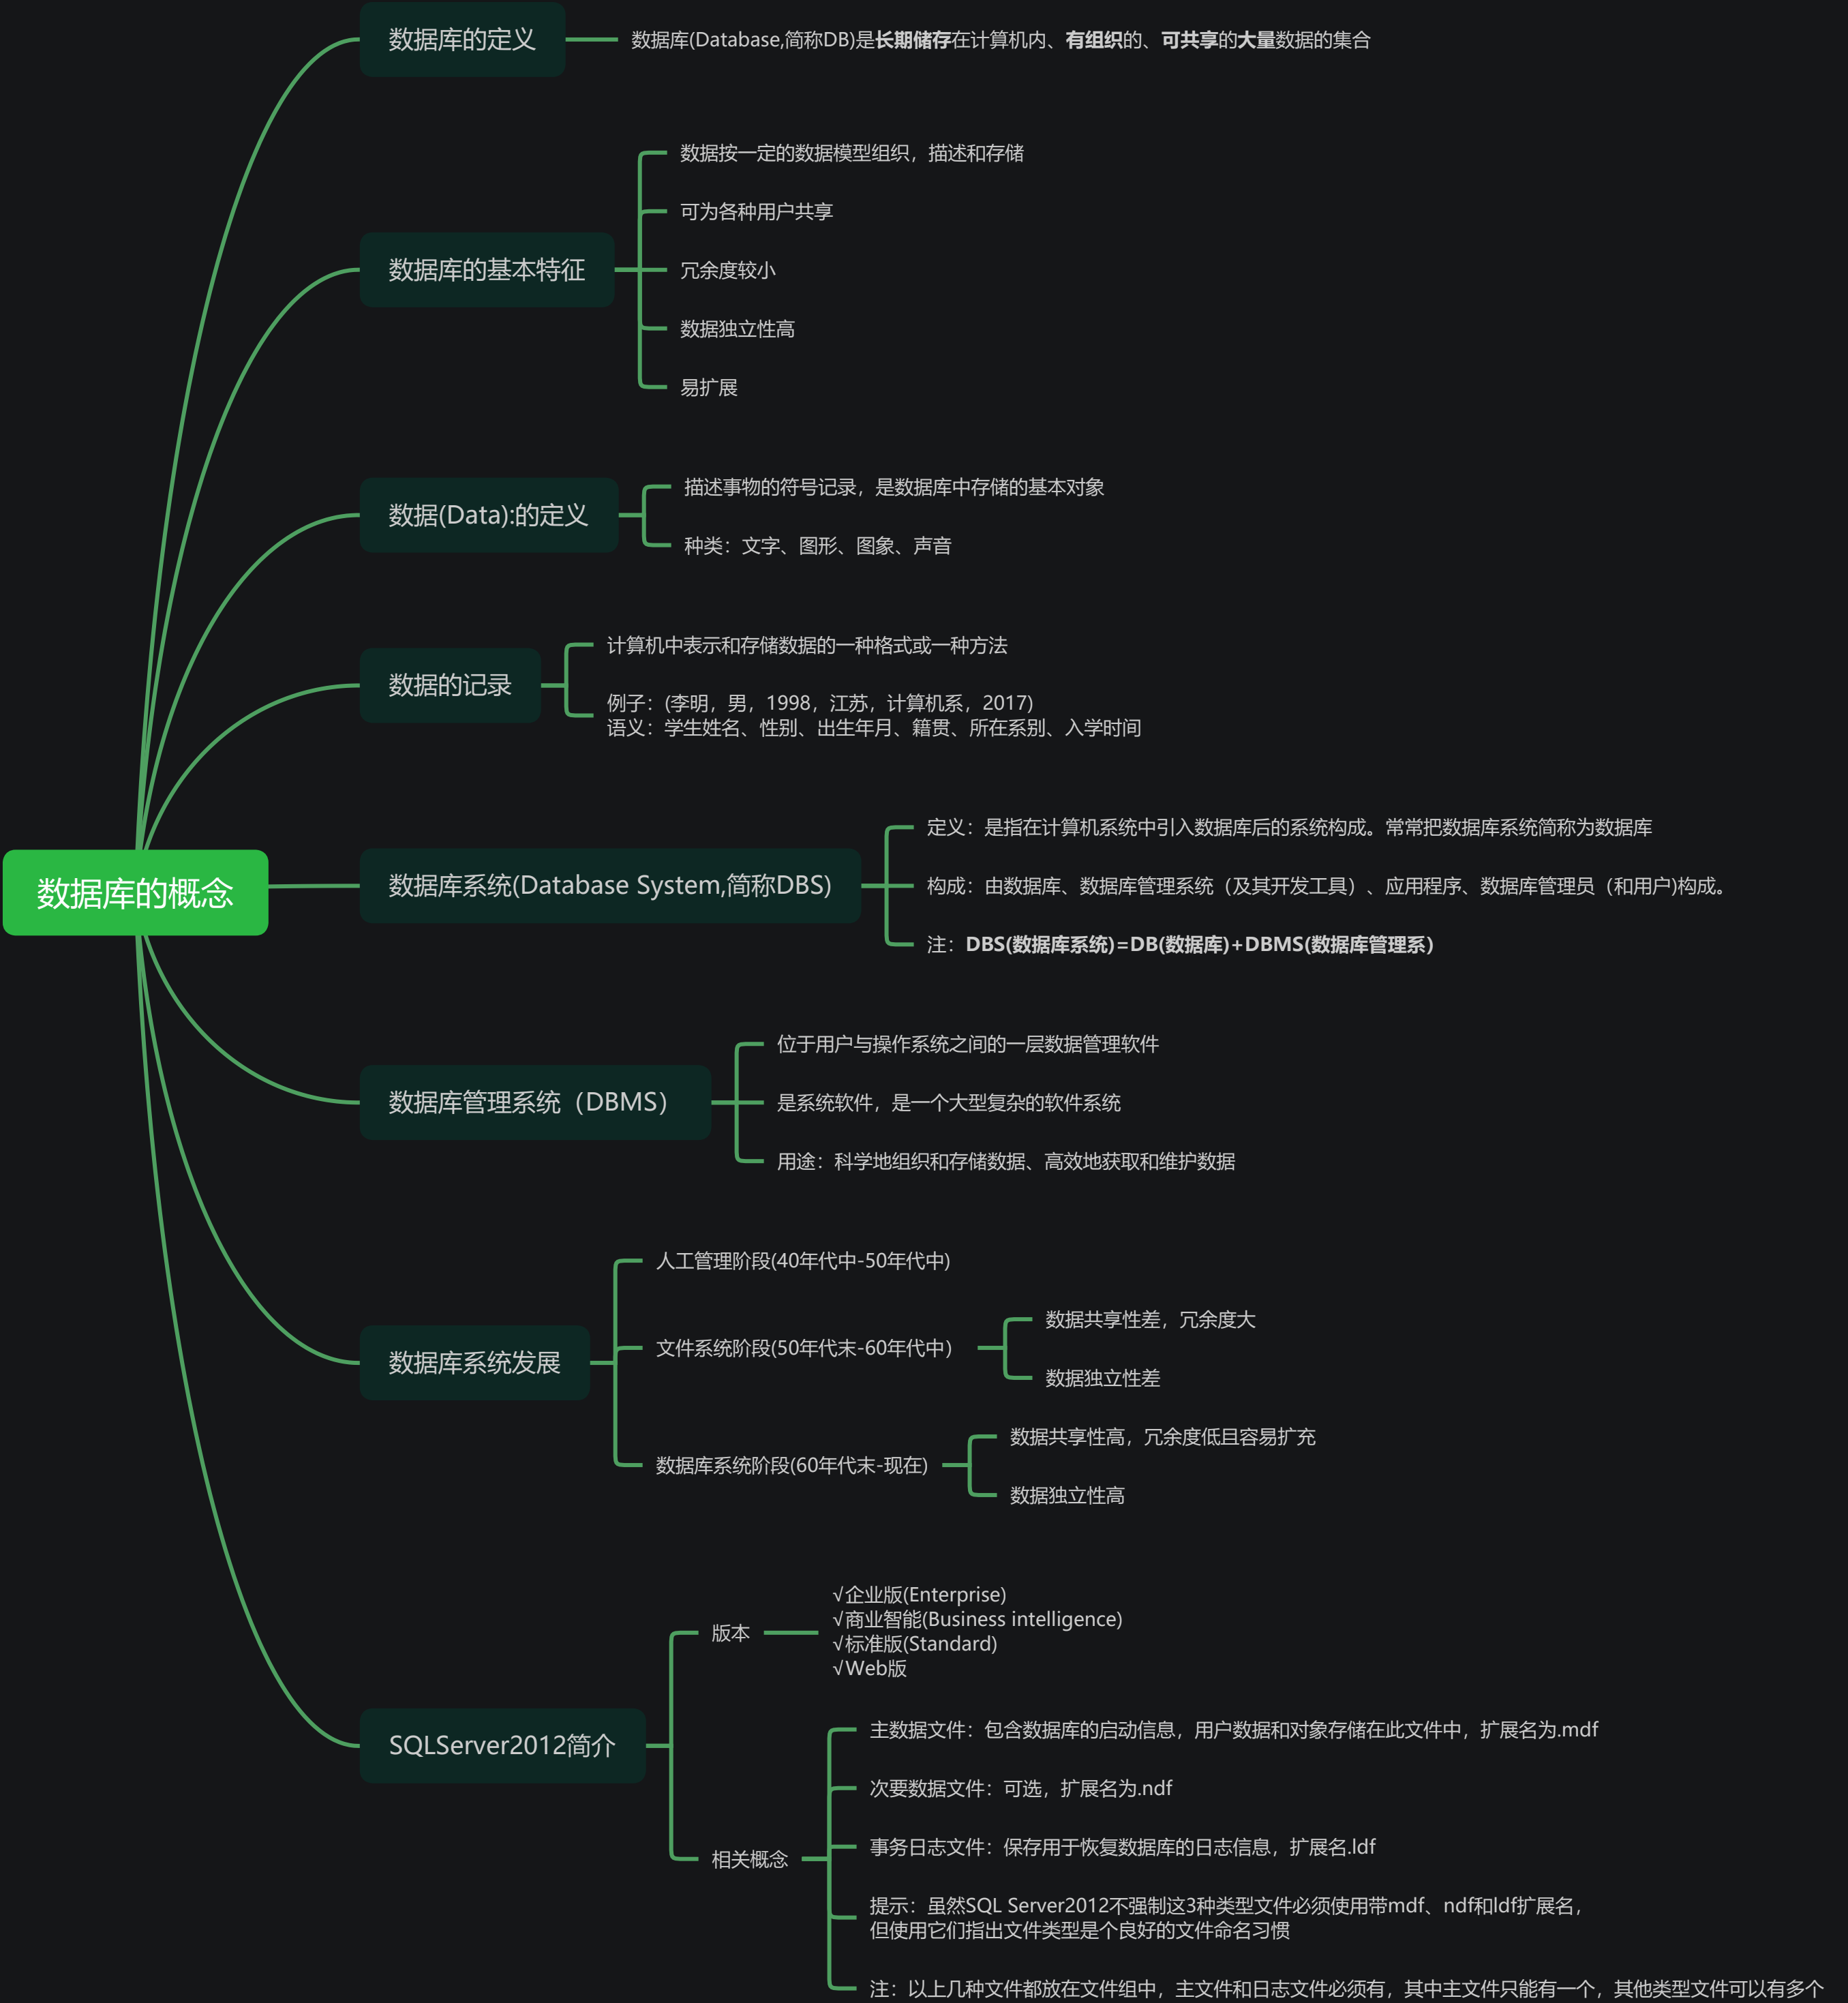 数据库的概念
数据库的定义
数据库(Database,简称DB)是长期储存在计算机内、有组织的、可共享的大量数据的集合
数据库的基本特征
数据按一定的数据模型组织，描述和存储
可为各种用户共享
冗余度较小
数据独立性高
易扩展
数据(Data):的定义
描述事物的符号记录，是数据库中存储的基本对象
种类：文字、图形、图象、声音
数据的记录
计算机中表示和存储数据的一种格式或一种方法
例子：(李明，男，1998，江苏，计算机系，2017)
语义：学生姓名、性别、出生年月、籍贯、所在系别、入学时间
数据库系统(Database System,简称DBS)
定义：是指在计算机系统中引入数据库后的系统构成。常常把数据库系统简称为数据库
构成：由数据库、数据库管理系统（及其开发工具）、应用程序、数据库管理员（和用户)构成。
注：DBS(数据库系统)=DB(数据库)+DBMS(数据库管理系）
数据库管理系统（DBMS）
位于用户与操作系统之间的一层数据管理软件
是系统软件，是一个大型复杂的软件系统
用途：科学地组织和存储数据、高效地获取和维护数据
数据库系统发展
人工管理阶段(40年代中-50年代中)
文件系统阶段(50年代末-60年代中）
数据共享性差，冗余度大
数据独立性差
数据库系统阶段(60年代末-现在)
数据共享性高，冗余度低且容易扩充
数据独立性高
SQLServer2012简介
版本
√企业版(Enterprise)
√商业智能(Business intelligence)
√标准版(Standard)
√Web版
相关概念
主数据文件：包含数据库的启动信息，用户数据和对象存储在此文件中，扩展名为.mdf
次要数据文件：可选，扩展名为.ndf
事务日志文件：保存用于恢复数据库的日志信息，扩展名.ldf
提示：虽然SQL Server2012不强制这3种类型文件必须使用带mdf、ndf和ldf扩展名，
但使用它们指出文件类型是个良好的文件命名习惯
注：以上几种文件都放在文件组中，主文件和日志文件必须有，其中主文件只能有一个，其他类型文件可以有多个